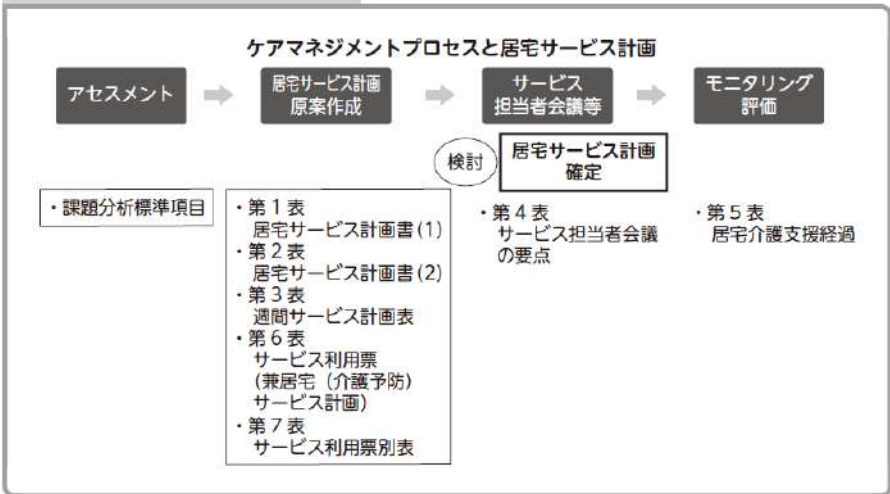 ケアマネジメントプロセスと居宅サービス計画
アセスメント
居宅サービス計画
原案作成
サービス
担当者会議等
モニタリング
評価
検討
居宅サービス計画
確定
・課題分析標準項目
・第1表
居宅サービス計画書(1)
・第2表
居宅サービス計画書(2)
・第3表
週間サービス計画表
・第6表
サービス利用票
(兼居宅(介護予防)
サービス計画)
・第7表
サービス利用票別表
・第4表
サービス担当者会議
の要点
・第5表
居宅介護支援経過